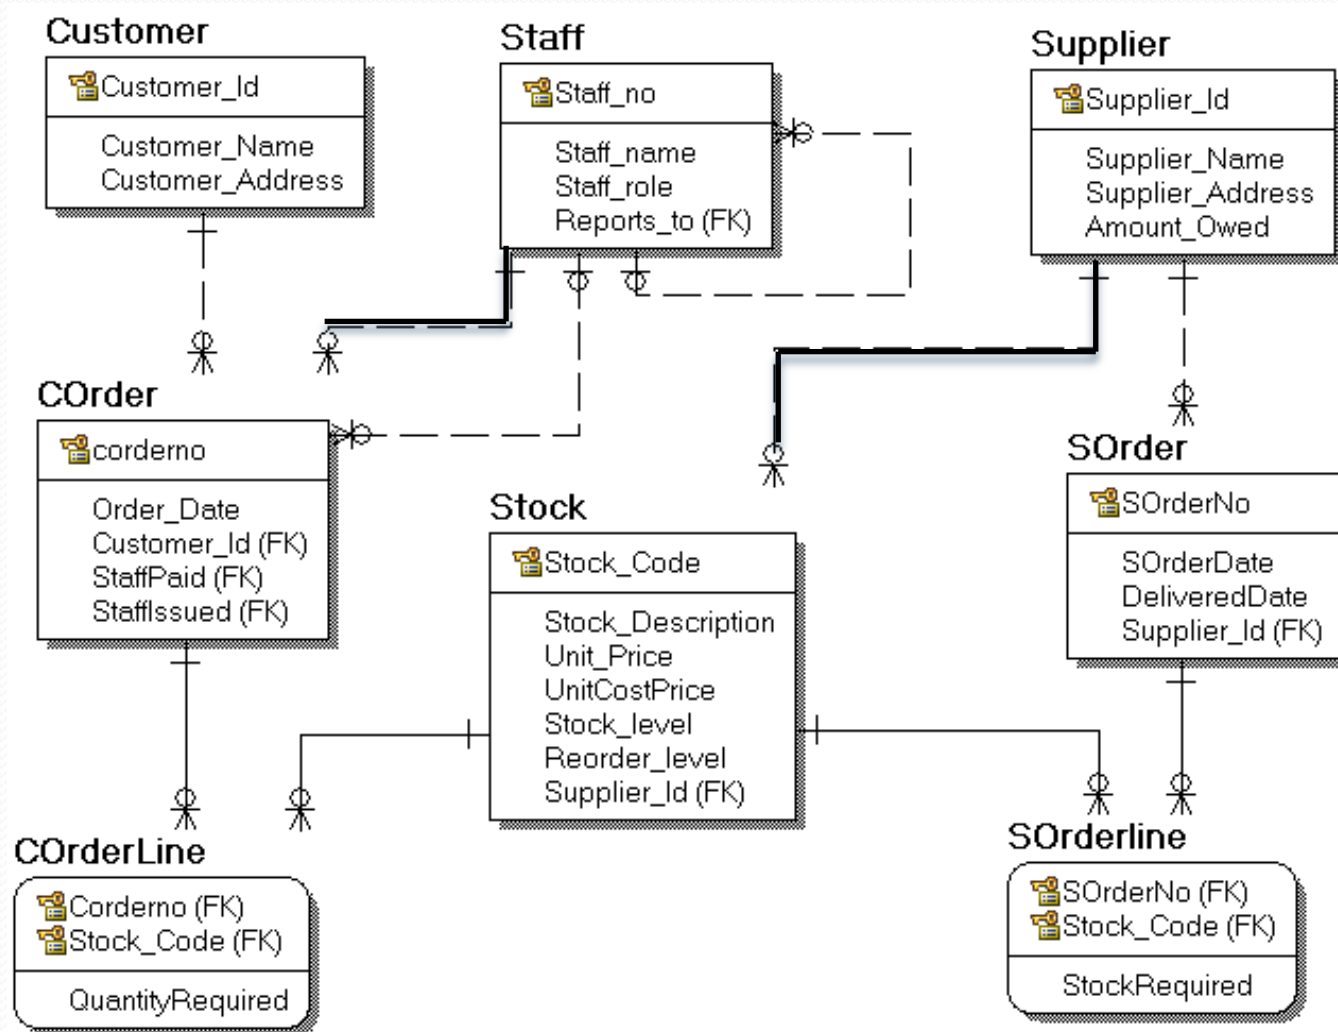 Customer
Customer_Id
Customer_Name
Customer_Address
Staff
Staff_no
Staff_name
Staff_role
Reports_to (FK)
Supplier
Supplier_Id
Supplier_Name
Supplier_Address
Amount_Owed
COrder
corderno
Order_Date
Customer_Id (FK)
StaffPaid (FK)
StaffIssued (FK)
Stock
Stock_Code
Stock_Description
Unit_Price
UnitCostPrice
Stock_level
Reorder_level
Supplier_Id (FK)
SOrder
SOrderNo
SOrderDate
DeliveredDate
Supplier_Id (FK)
COrderLine
Corderno (FK)
Stock_Code (FK)
QuantityRequired
SOrderline
SOrderNo (FK)
Stock_Code (FK)
StockRequired